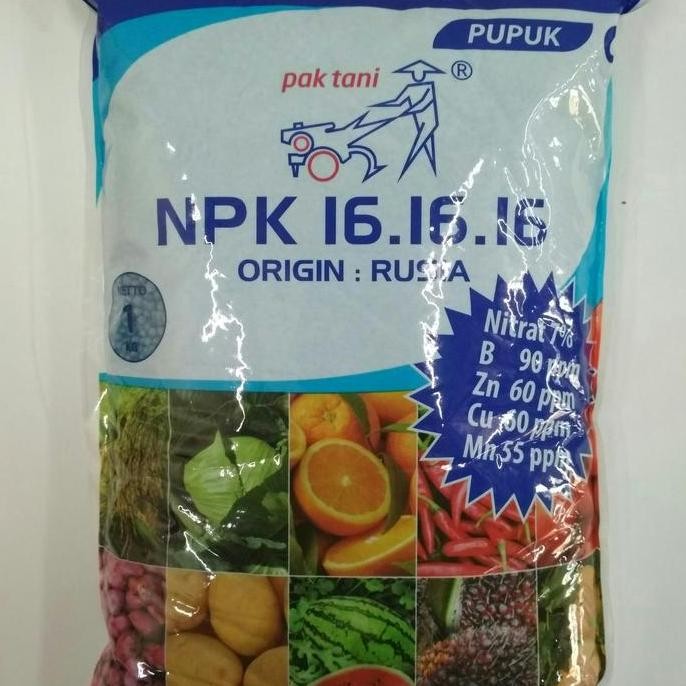 PUPUK
pak tani ®
NPK 16.16.16
ORIGIN : RUSIA
NETTO
1
KG
Nitrat 7%
B 90 ppm
Zn 60 ppm
Cu 60 ppm
Mn 55 ppm